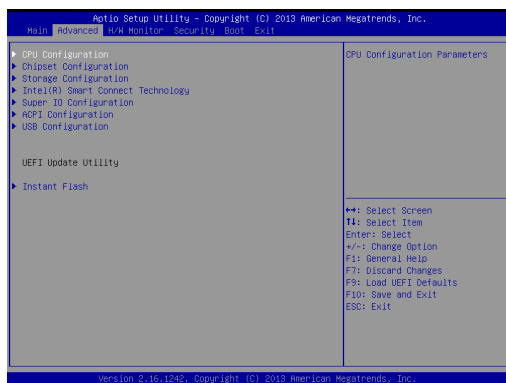 Aptio Setup Utility – Copyright (C) 2013 American Megatrends, Inc.
Main Advanced H/W Monitor Security Boot Exit
CPU Configuration
Chipset Configuration
Storage Configuration
Intel(R) Smart Connect Technology
Super IO Configuration
ACPI Configuration
USB Configuration
UEFI Update Utility
Instant Flash
CPU Configuration Parameters
↔: Select Screen
↑↓: Select Item
Enter: Select
+/-: Change Option
F1: General Help
F7: Discard Changes
F9: Load UEFI Defaults
F10: Save and Exit
ESC: Exit
Version 2.16.1242. Copyright (C) 2013 American Megatrends, Inc.